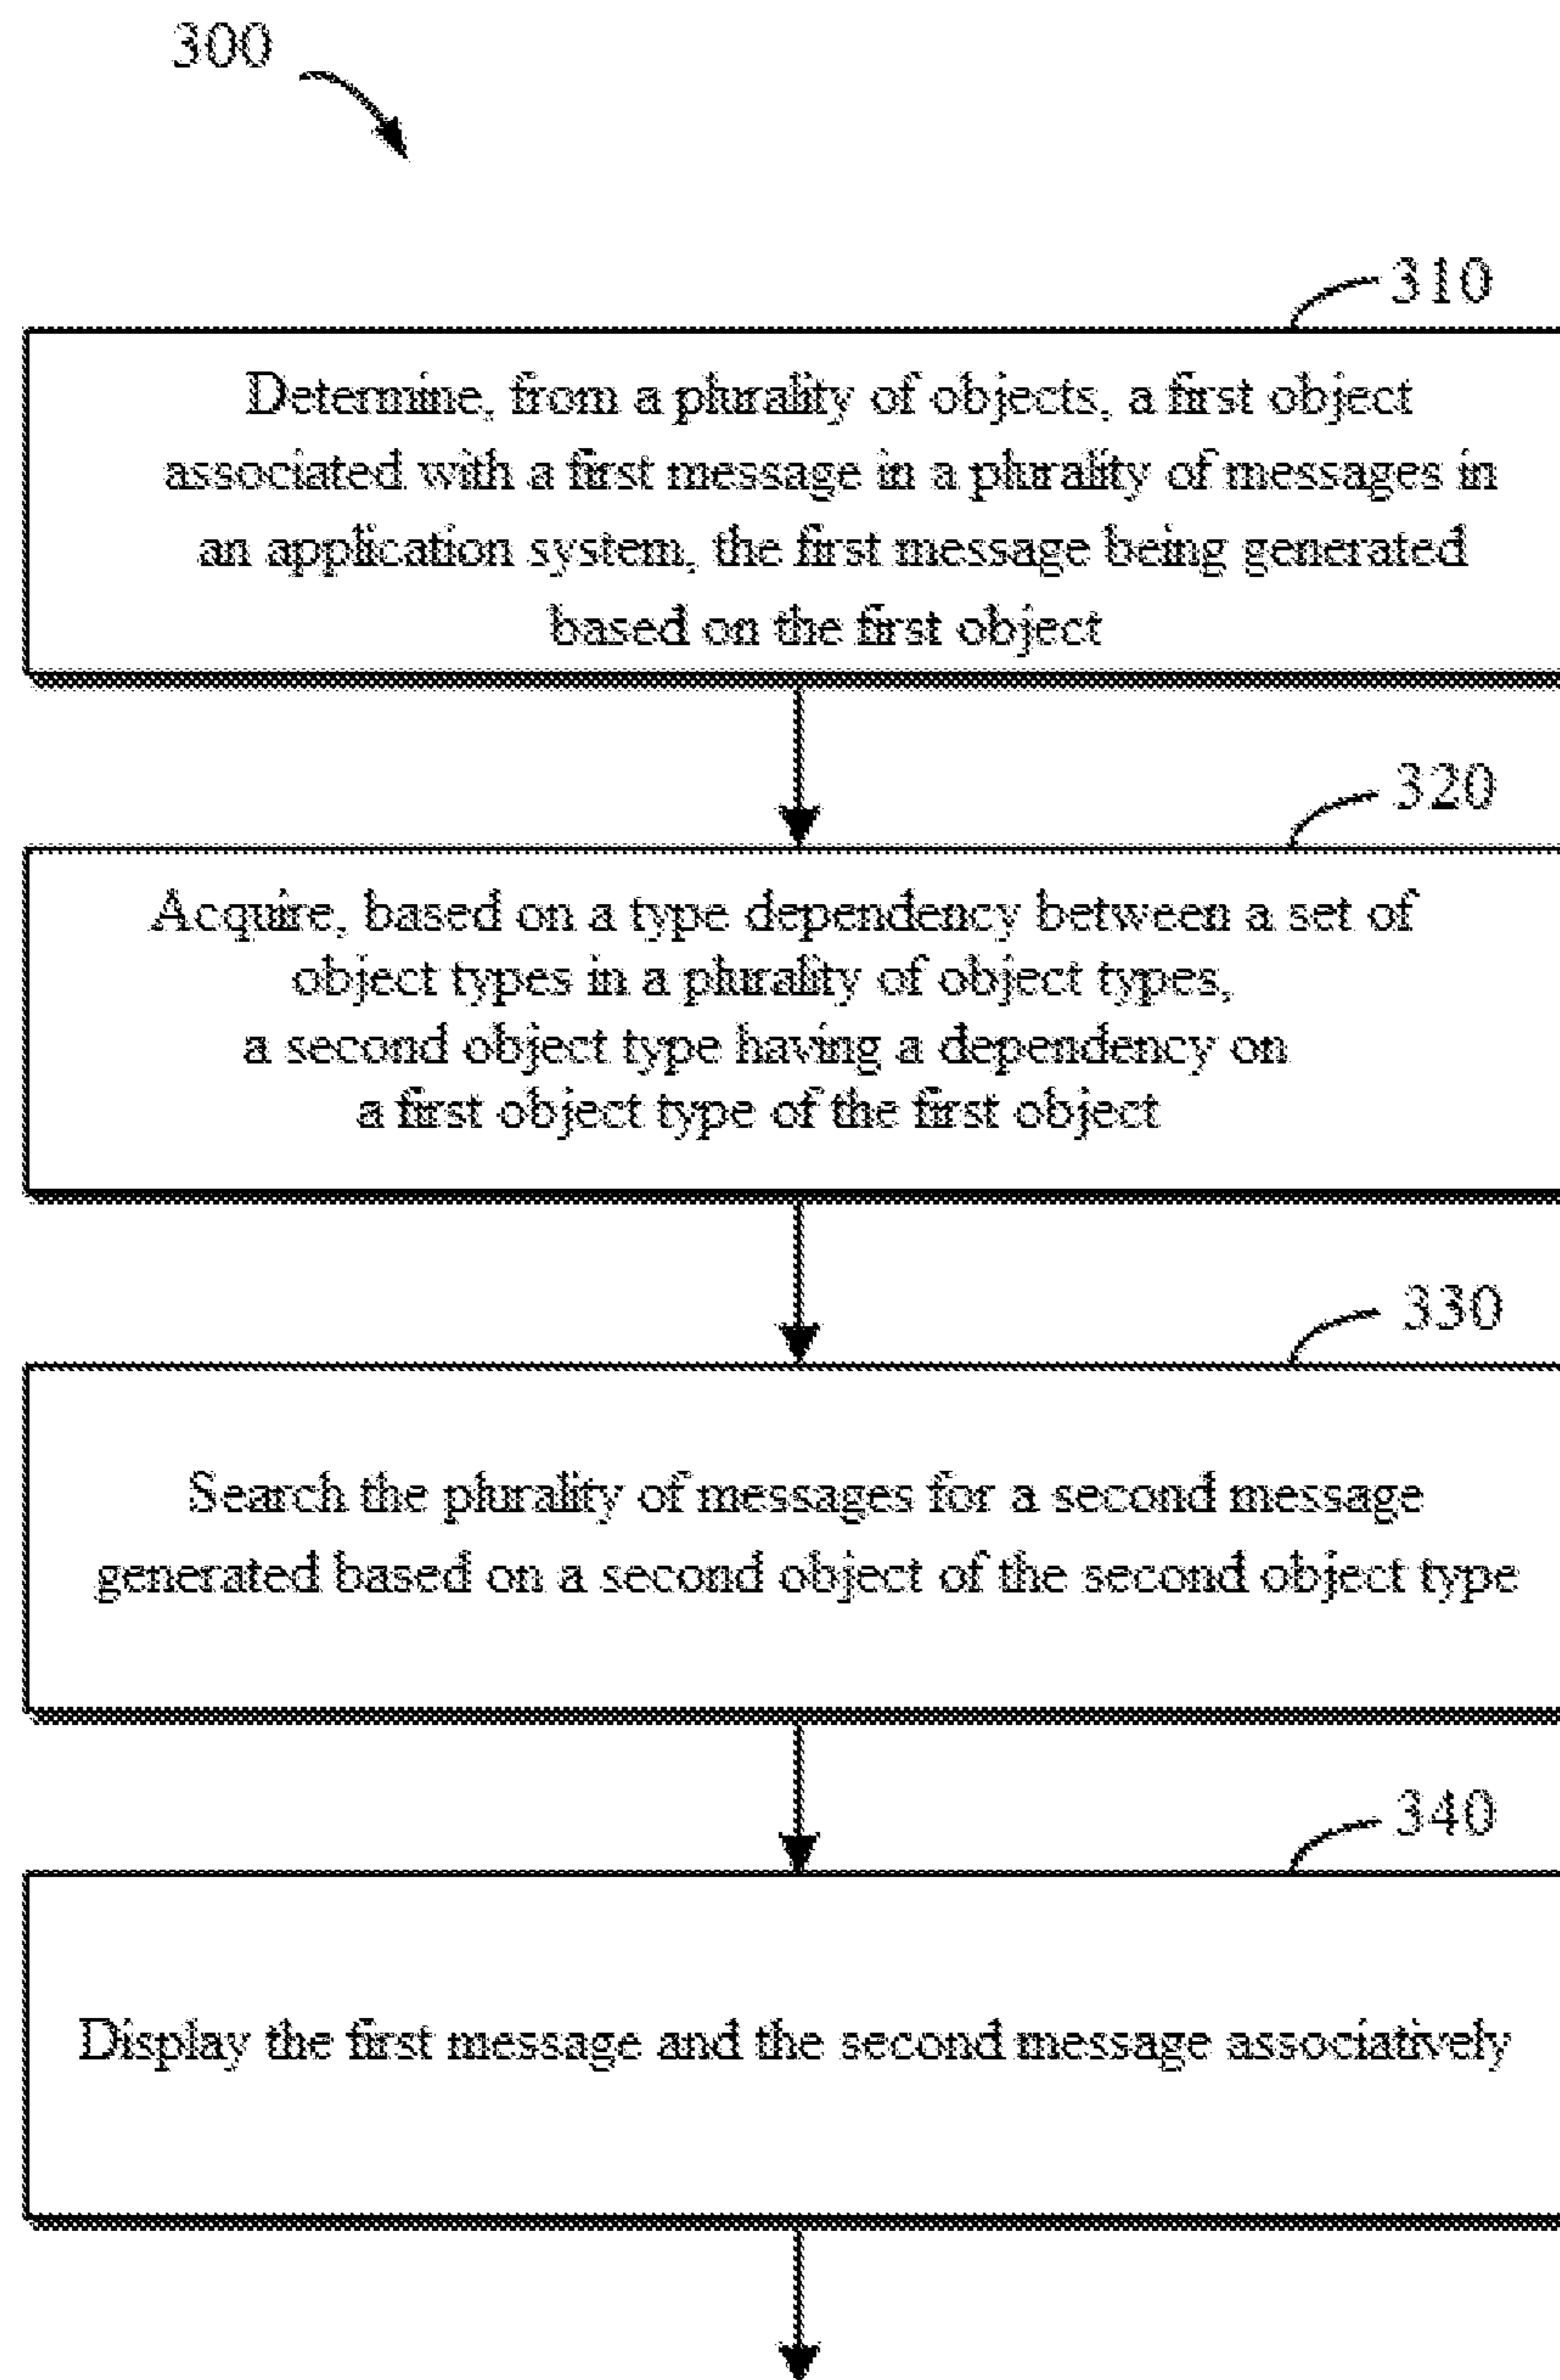 300
310
Determine, from a plurality of objects, a first object
associated with a first message in a plurality of messages in
an application system, the first message being generated
based on the first object
320
Acquire, based on a type dependency between a set of
object types in a plurality of object types,
a second object type having a dependency on
a first object type of the first object
330
Search the plurality of messages for a second message
generated based on a second object of the second object type
340
Display the first message and the second message associatively